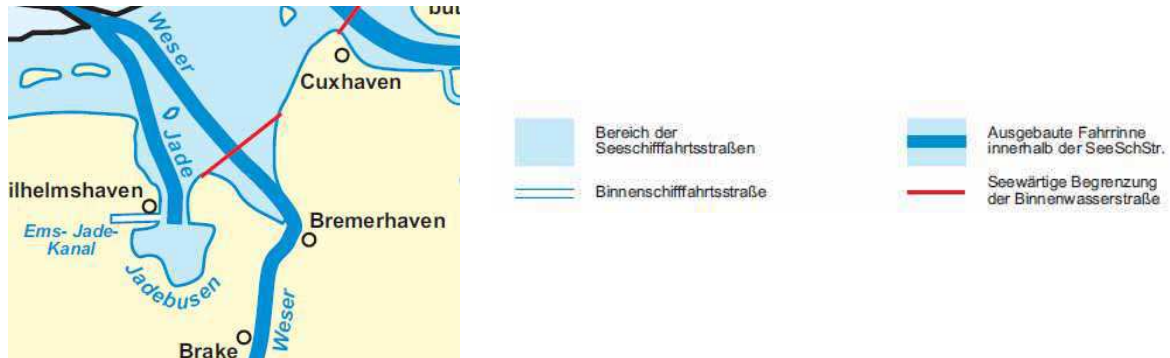 bu
Weser
Cuxhaven
Jade
ilhelmshaven
Ems- Jade-
Kanal
Bremerhaven
Jadebusen
Weser
Brake
Bereich der
Seeschifffahrtsstraßen
Binnenschifffahrtsstraße
Ausgebaute Fahrrinne
innerhalb der SeeSchStr.
Seewärtige Begrenzung
der Binnenwasserstraße